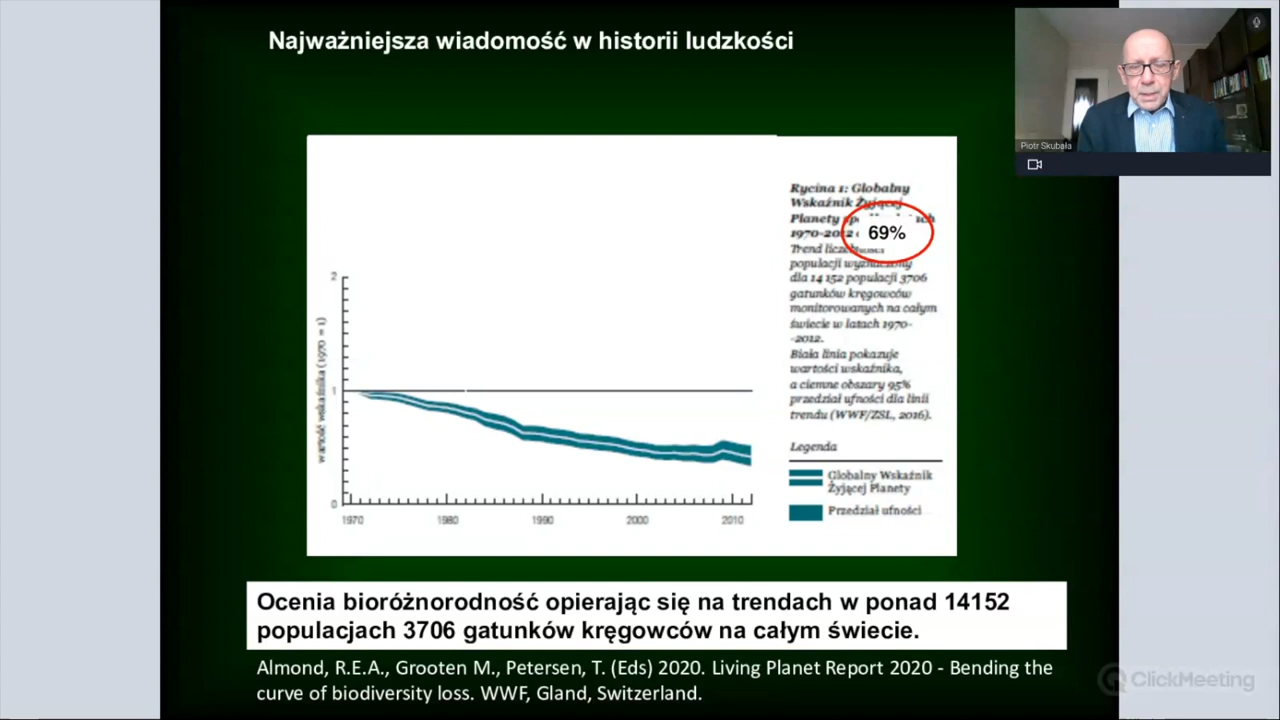 Najważniejsza wiadomość w historii ludzkości
Piotr Skubała
Rycina 1: Globalny
Wskaźnik Żyjącej
Planety
1970-2012
69%
Trend
populacji
dla 14 152 populacji 3706
gatunków kręgowców
monitorowanych na całym
świecie w latach 1970-
-2012.
Biała linia pokazuje
wartości wskaźnika,
a ciemne obszary 95%
przedział ufności dla linii
trendu (WWF/ZSL, 2016).
Legenda
Globalny Wskaźnik
Żyjącej Planety
Przedział ufności
wartość wskaźnika (1970 = 1)
2
1
0
1970 1980 1990 2000 2010
Ocenia bioróżnorodność opierając się na trendach w ponad 14152
populacjach 3706 gatunków kręgowców na całym świecie.
Almond, R.E.A., Grooten M., Petersen, T. (Eds) 2020. Living Planet Report 2020 - Bending the
curve of biodiversity loss. WWF, Gland, Switzerland.
ClickMeeting